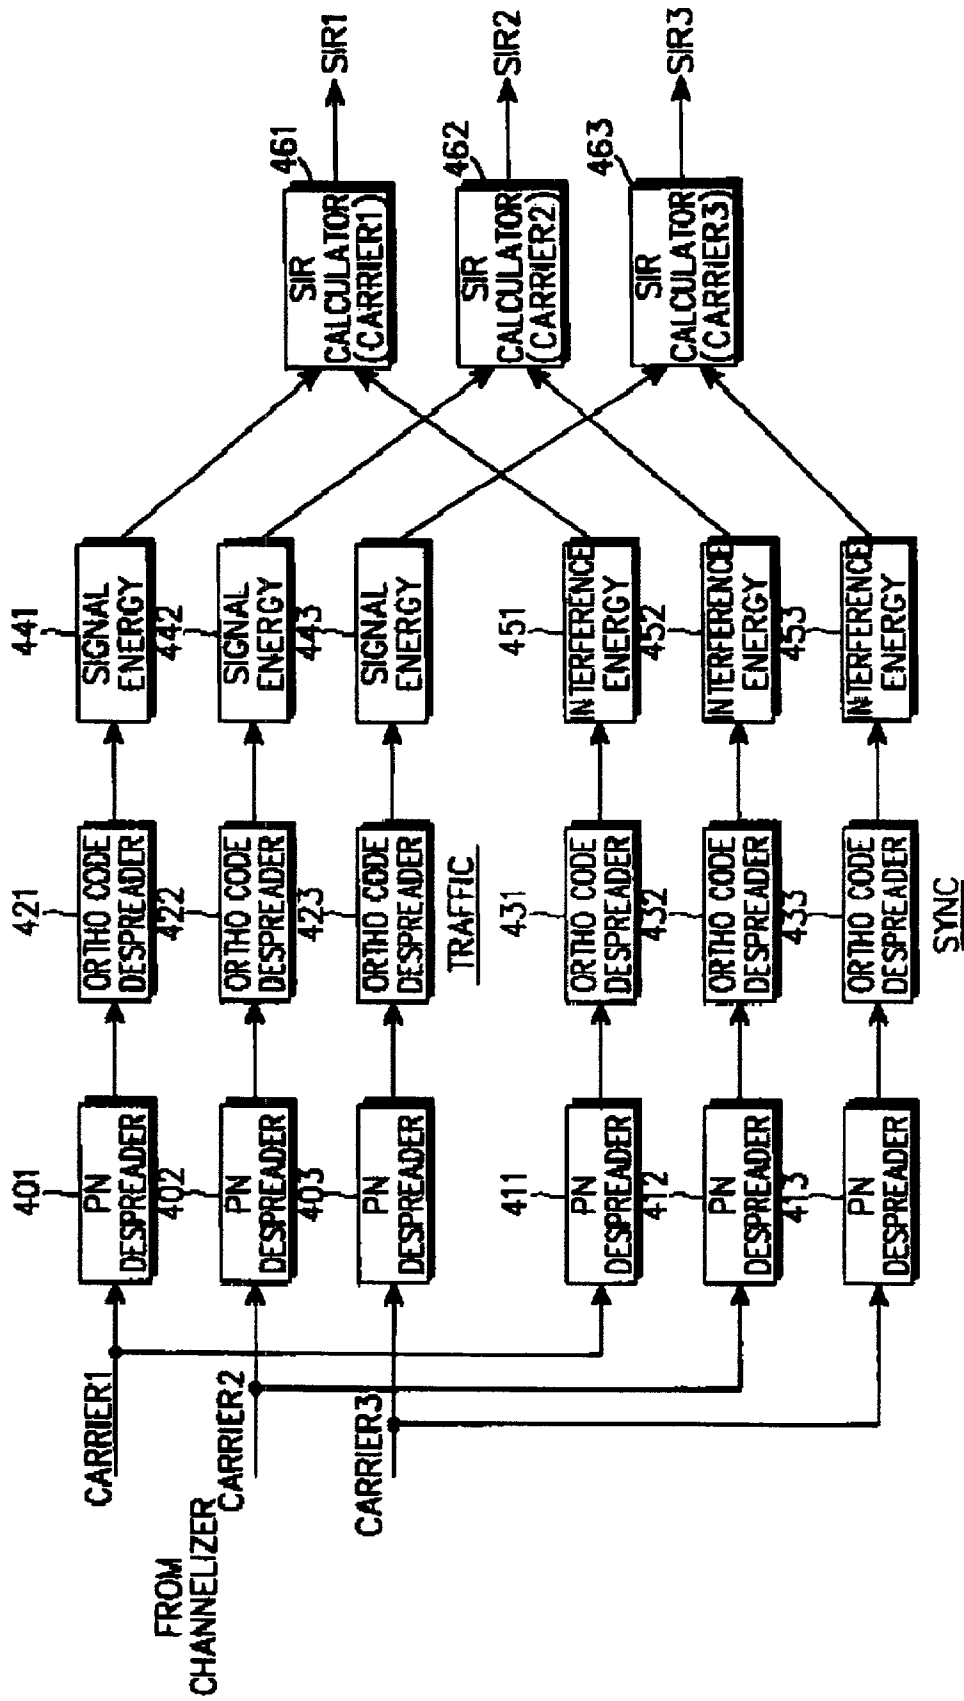 FROM
CHANNELIZER
CARRIER1
CARRIER2
CARRIER3
401
PN
DESPREADER
402
PN
DESPREADER
403
PN
DESPREADER
411
PN
DESPREADER
412
PN
DESPREADER
413
PN
DESPREADER
421
ORTHO CODE
DESPREADER
422
ORTHO CODE
DESPREADER
423
ORTHO CODE
DESPREADER
TRAFFIC
431
ORTHO CODE
DESPREADER
432
ORTHO CODE
DESPREADER
433
ORTHO CODE
DESPREADER
SYNC
441
SIGNAL
ENERGY
442
SIGNAL
ENERGY
443
SIGNAL
ENERGY
451
INTERFERENCE
ENERGY
452
INTERFERENCE
ENERGY
453
INTERFERENCE
ENERGY
461
SIR
CALCULATOR
(CARRIER1)
SIR1
462
SIR
CALCULATOR
(CARRIER2)
SIR2
463
SIR
CALCULATOR
(CARRIER3)
SIR3